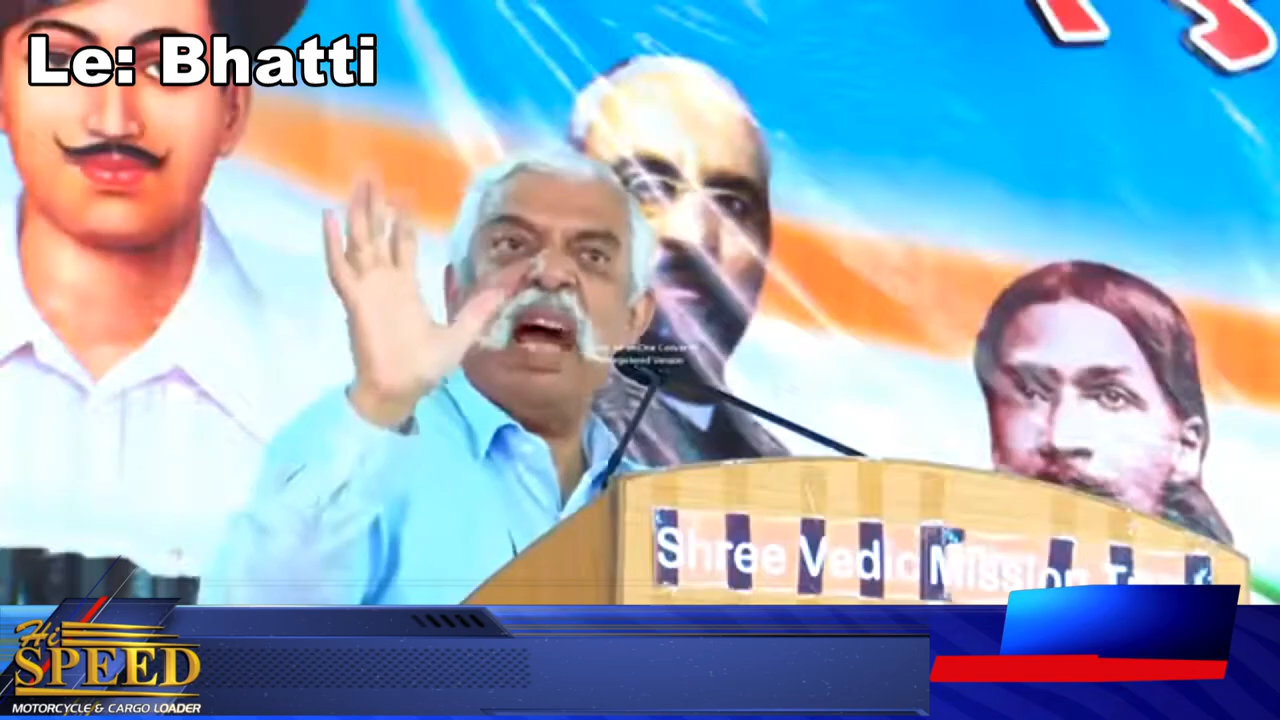 Le: Bhatti
Shree Vedic Mission
Hi
SPEED
MOTORCYCLE & CARGO LOADER